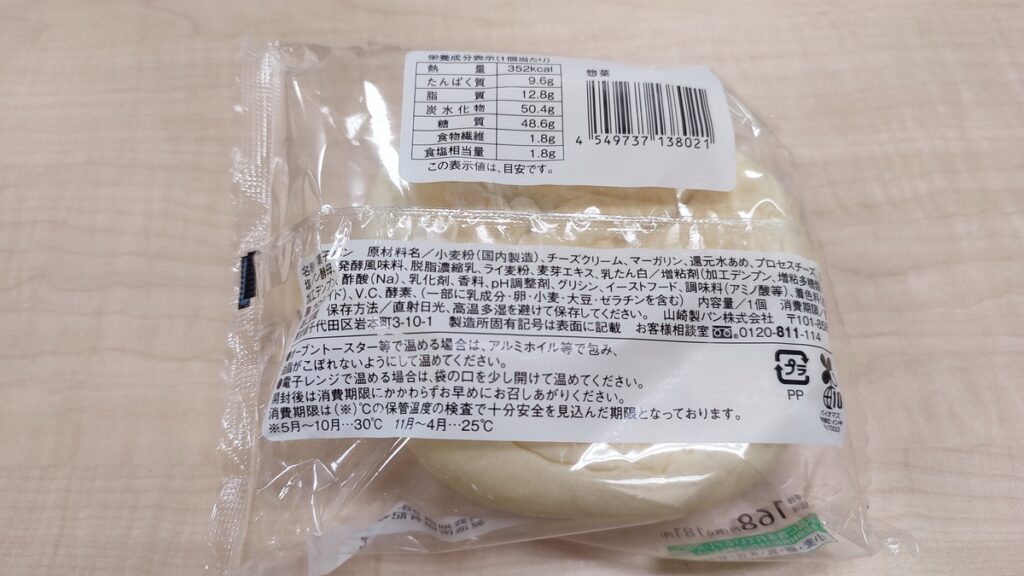 栄養成分表示(1個当たり)
熱量 352kcal
たんぱく質 9.6g
脂質 12.8g
炭水化物 50.4g
糖質 48.6g
食物繊維 1.8g
食塩相当量 1.8g
この表示値は、目安です。
惣菜
4 549737 138021
パン 原材料名/小麦粉(国内製造)、チーズクリーム、マーガリン、還元水あめ、プロセスチーズ
発酵風味料、脱脂濃縮乳、ライ麦粉、麦芽エキス、乳たん白/増粘剤(加工デンプン、増粘多糖類)
酢酸(Na)、乳化剤、香料、pH調整剤、グリシン、イーストフード、調味料(アミノ酸等)、着色料
V.C、酵素、(一部に乳成分・卵・小麦・大豆・ゼラチンを含む) 内容量/1個 消費期限
保存方法/直射日光、高温多湿を避けて保存してください。 山崎製パン株式会社 〒101-
千代田区岩本町3-10-1 製造所固有記号は表面に記載 お客様相談室 0120-811-114
ーブントースター等で温める場合は、アルミホイル等で包み、
がこぼれないようにして温めてください。
●電子レンジで温める場合は、袋の口を少し開けて温めてください。
開封後は消費期限にかかわらずお早めにお召しあがりください。
消費期限は(※)℃の保管温度の検査で十分安全を見込んだ期限となっております。
※5月〜10月…30℃ 11月〜4月…25℃
プラ
PP
バイオマス
168